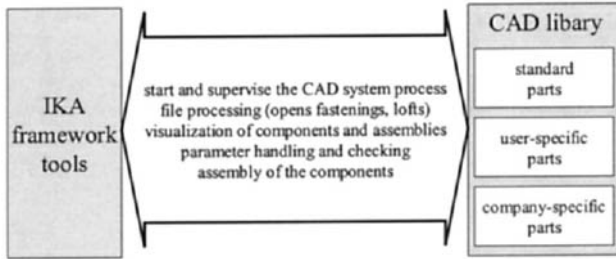 IKA
framework
tools
start and supervise the CAD system process
file processing (opens fastenings, lofts)
visualization of components and assemblies
parameter handling and checking
assembly of the components
CAD libary
standard
parts
user-specific
parts
company-specific
parts